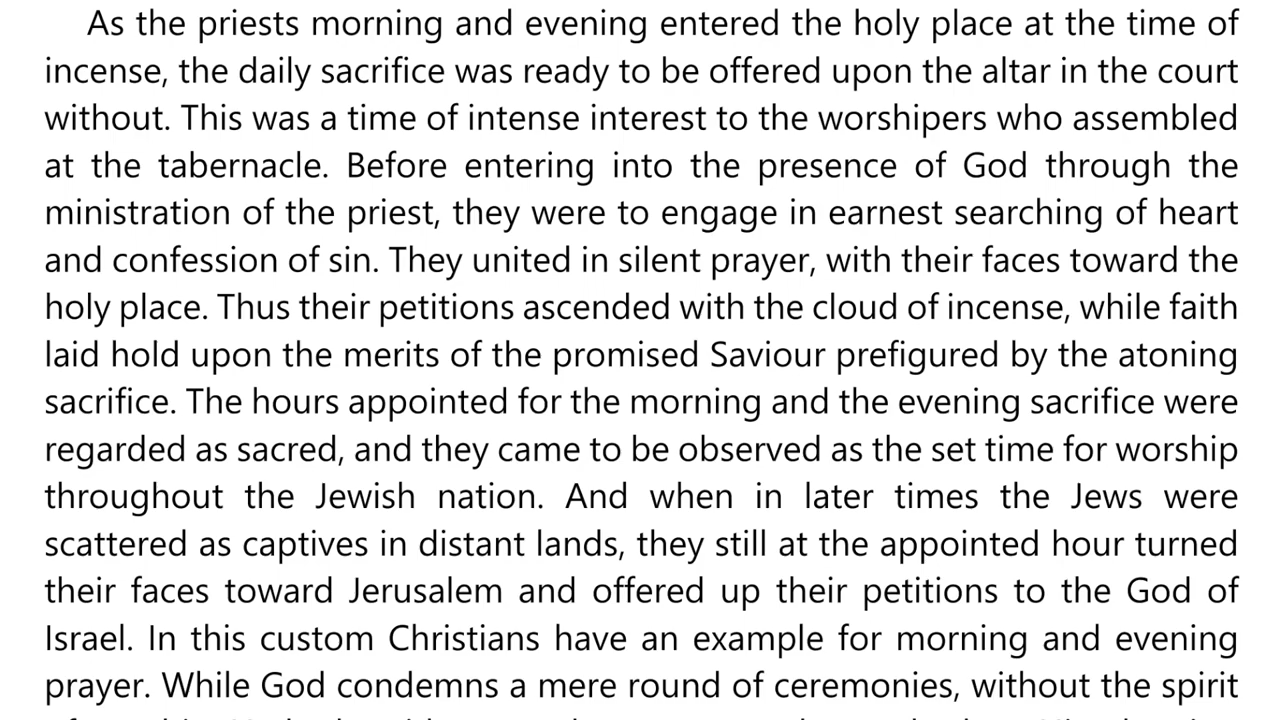 As the priests morning and evening entered the holy place at the time of
incense, the daily sacrifice was ready to be offered upon the altar in the court
without. This was a time of intense interest to the worshipers who assembled
at the tabernacle. Before entering into the presence of God through the
ministration of the priest, they were to engage in earnest searching of heart
and confession of sin. They united in silent prayer, with their faces toward the
holy place. Thus their petitions ascended with the cloud of incense, while faith
laid hold upon the merits of the promised Saviour prefigured by the atoning
sacrifice. The hours appointed for the morning and the evening sacrifice were
regarded as sacred, and they came to be observed as the set time for worship
throughout the Jewish nation. And when in later times the Jews were
scattered as captives in distant lands, they still at the appointed hour turned
their faces toward Jerusalem and offered up their petitions to the God of
Israel. In this custom Christians have an example for morning and evening
prayer. While God condemns a mere round of ceremonies, without the spirit